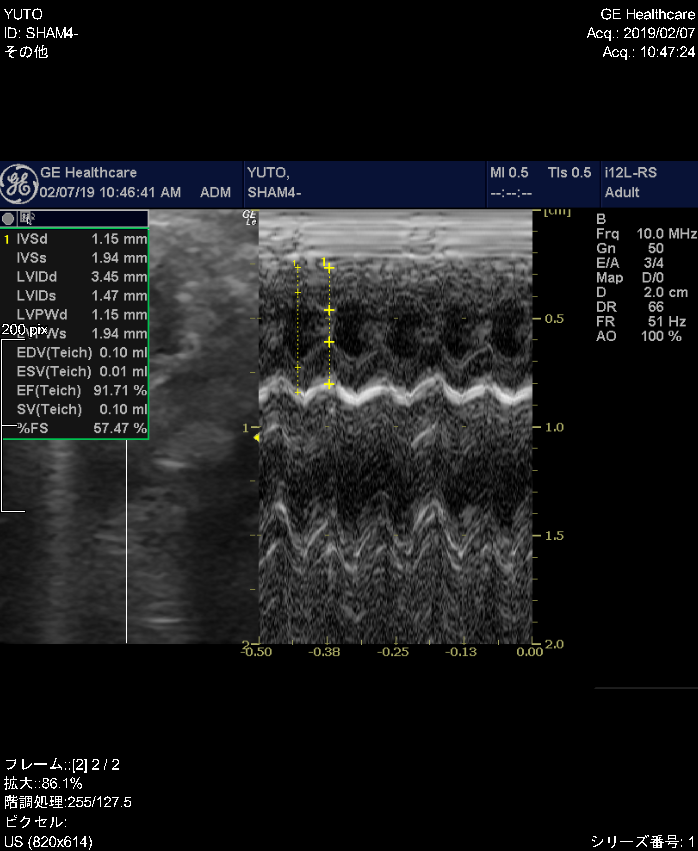 YUTO
ID: SHAM4-
その他
GE Healthcare
Acq.: 2019/02/07
Acq.: 10:47:24
GE Healthcare
02/07/19 10:46:41 AM ADM
YUTO,
SHAM4-
MI 0.5 TIs 0.5
--:--:--
i12L-RS
Adult
1 IVSd 1.15 mm
IVSs 1.94 mm
LVIDd 3.45 mm
LVIDs 1.47 mm
LVPWd 1.15 mm
LVPWs 1.94 mm
EDV(Teich) 0.10 ml
ESV(Teich) 0.01 ml
EF(Teich) 91.71 %
SV(Teich) 0.10 ml
%FS 57.47 %
200 pix
1
1
0.5
1
1.0
1.5
2
2.0
-0.50 -0.38 -0.25 -0.13 0.00
B
Frq 10.0 MHz
Gn 50
E/A 3/4
Map D/0
D 2.0 cm
DR 66
FR 51 Hz
AO 100 %
フレーム::[2] 2 / 2
拡大::86.1%
階調処理:255/127.5
ピクセル:
US (820x614)
シリーズ番号: 1